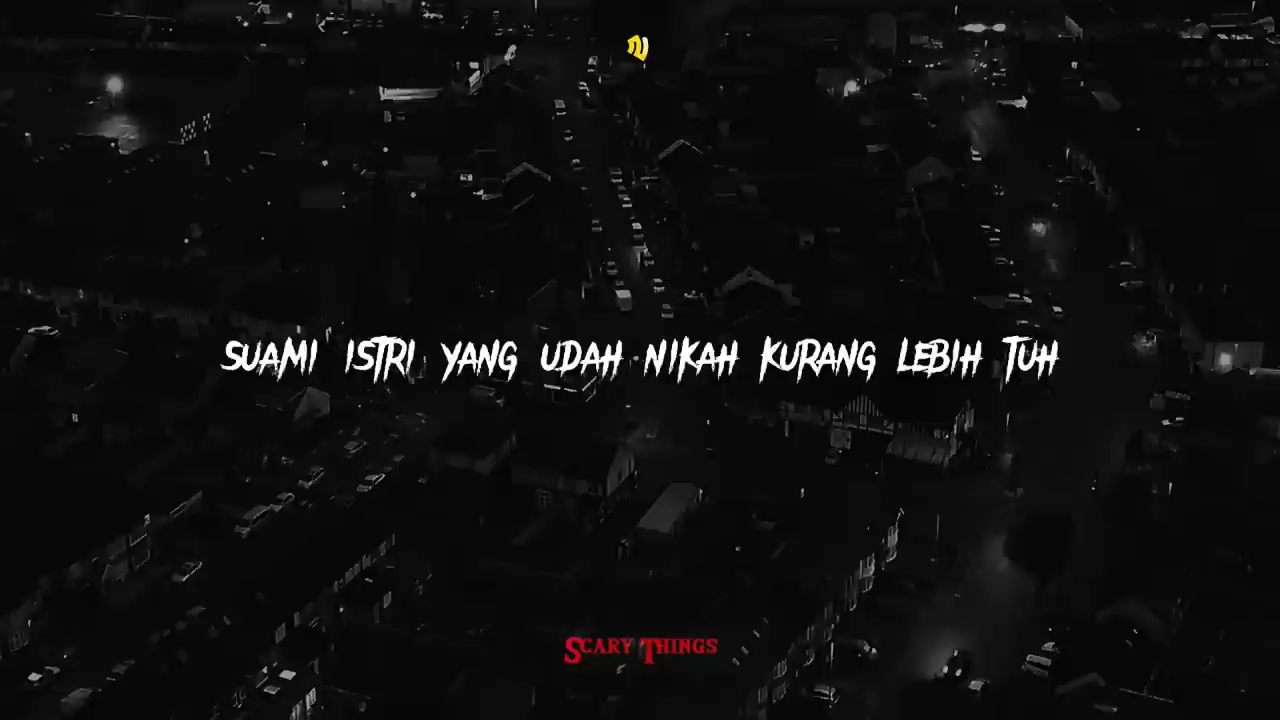 SUAMI ISTRI YANG UDAH NIKAH KURANG LEBIH TUH
SCARY THINGS